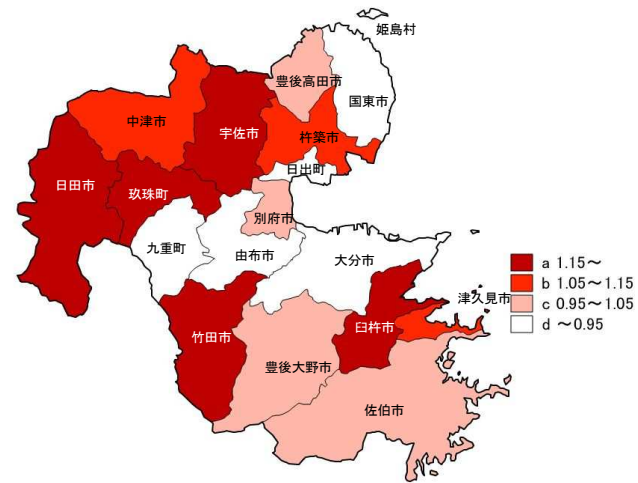 姫島村
豊後高田市
国東市
中津市
宇佐市
杵築市
日出町
日田市
玖珠町
別府市
九重町
由布市
大分市
津久見市
竹田市
臼杵市
豊後大野市
佐伯市
a 1.15～
b 1.05～1.15
c 0.95～1.05
d ～0.95